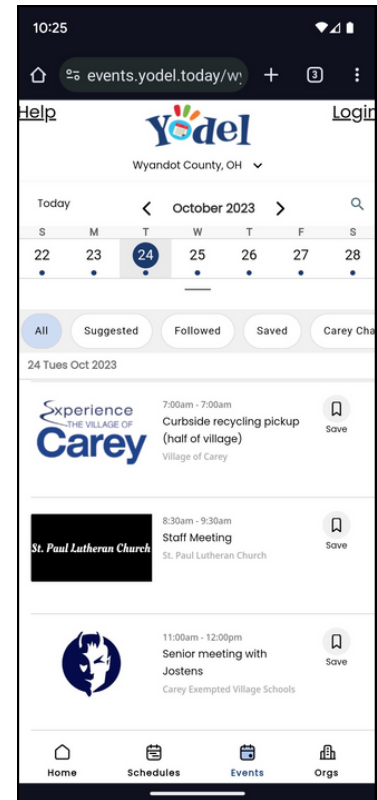 10:25
events.yodel.today/wy
3
Help
Yodel
Login
Wyandot County, OH
Today
October 2023
S M T W T F S
22 23 24 25 26 27 28
All Suggested Followed Saved Carey Cha
24 Tues Oct 2023
Experience
THE VILLAGE OF
Carey
7:00am - 7:00am
Curbside recycling pickup
(half of village)
Village of Carey
Save
St. Paul Lutheran Church
8:30am - 9:30am
Staff Meeting
St. Paul Lutheran Church
Save
11:00am - 12:00pm
Senior meeting with
Jostens
Carey Exempted Village Schools
Save
Home Schedules Events Orgs